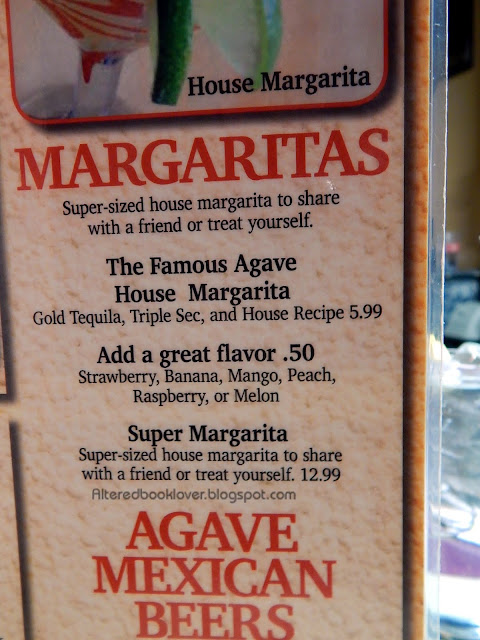 House Margarita
MARGARITAS
Super-sized house margarita to share
with a friend or treat yourself.
The Famous Agave
House Margarita
Gold Tequila, Triple Sec, and House Recipe 5.99
Add a great flavor .50
Strawberry, Banana, Mango, Peach,
Raspberry, or Melon
Super Margarita
Super-sized house margarita to share
with a friend or treat yourself. 12.99
Alteredbooklover.blogspot.com
AGAVE
MEXICAN
BEERS